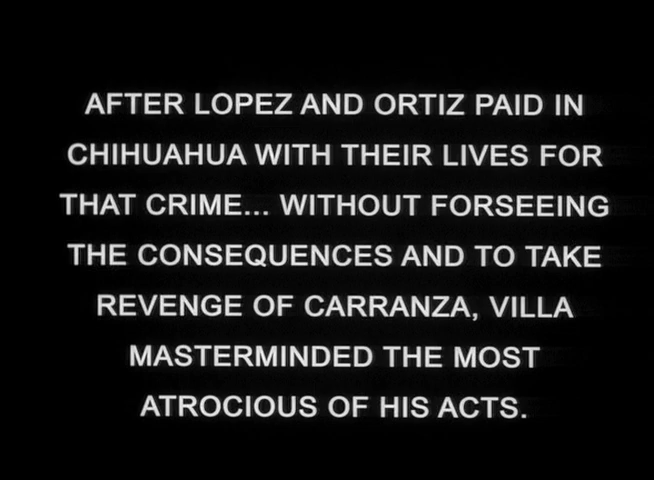 AFTER LOPEZ AND ORTIZ PAID IN
CHIHUAHUA WITH THEIR LIVES FOR
THAT CRIME... WITHOUT FORSEEING
THE CONSEQUENCES AND TO TAKE
REVENGE OF CARRANZA, VILLA
MASTERMINDED THE MOST
ATROCIOUS OF HIS ACTS.